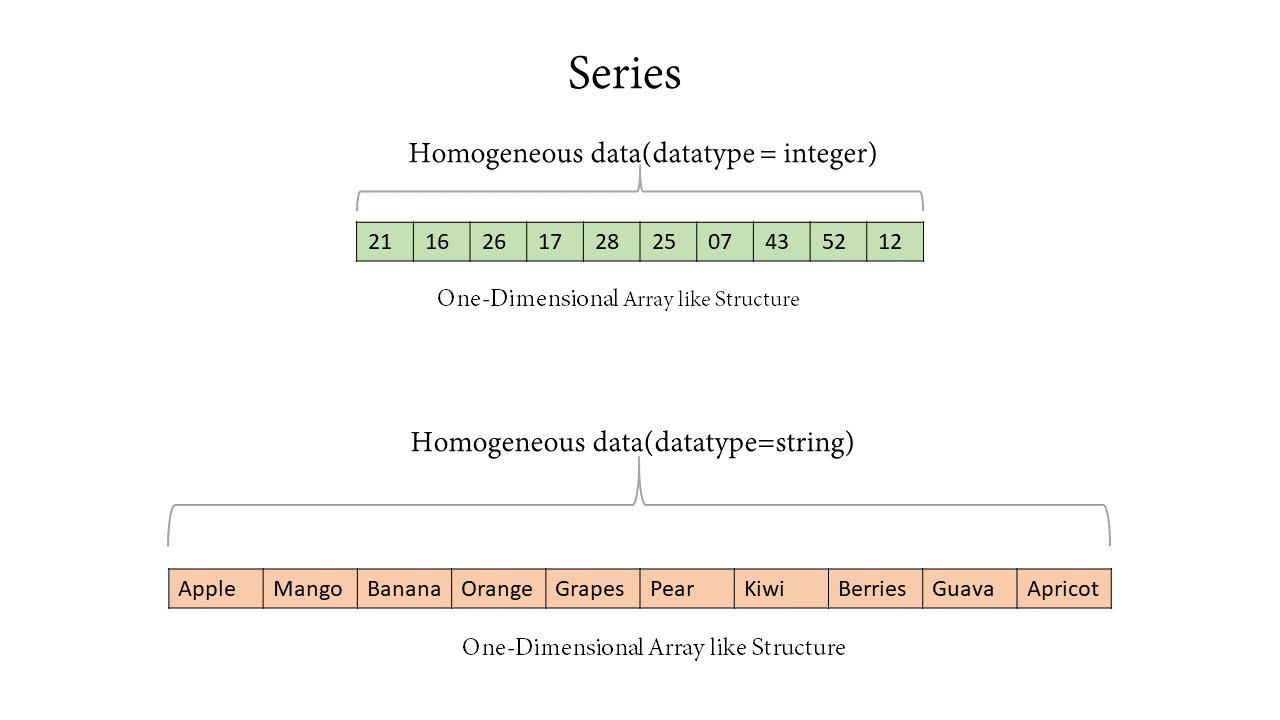 Series
Homogeneous data(datatype = integer)
21 16 26 17 28 25 07 43 52 12
One-Dimensional Array like Structure
Homogeneous data(datatype=string)
Apple Mango Banana Orange Grapes Pear Kiwi Berries Guava Apricot
One-Dimensional Array like Structure